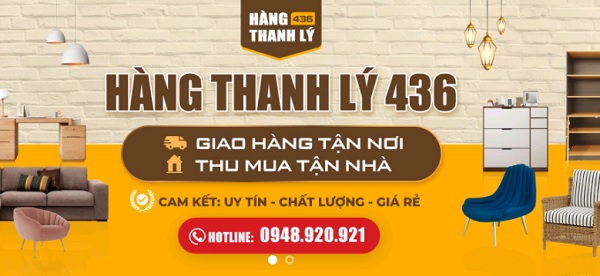 HÀNG 436
THANH LÝ
HÀNG THANH LÝ 436
GIAO HÀNG TẬN NƠI
THU MUA TẬN NHÀ
CAM KẾT: UY TÍN - CHẤT LƯỢNG - GIÁ RẺ
HOTLINE: 0948.920.921